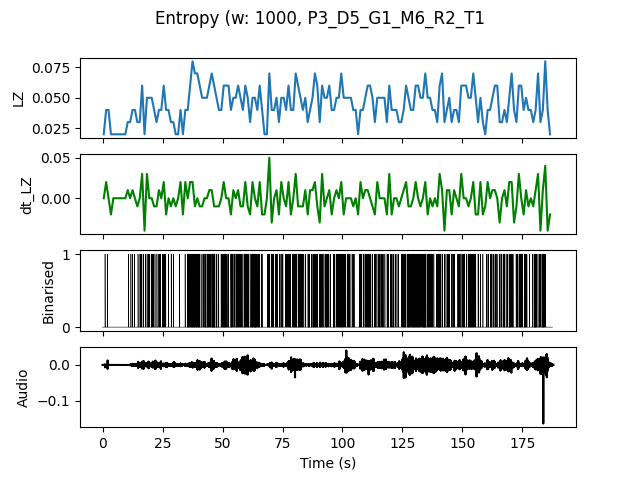 Entropy (w: 1000, P3_D5_G1_M6_R2_T1
LZ
0.075
0.050
0.025
dt_LZ
0.05
0.00
Binarised
1
0
Audio
0.0
−0.1
0 25 50 75 100 125 150 175
Time (s)